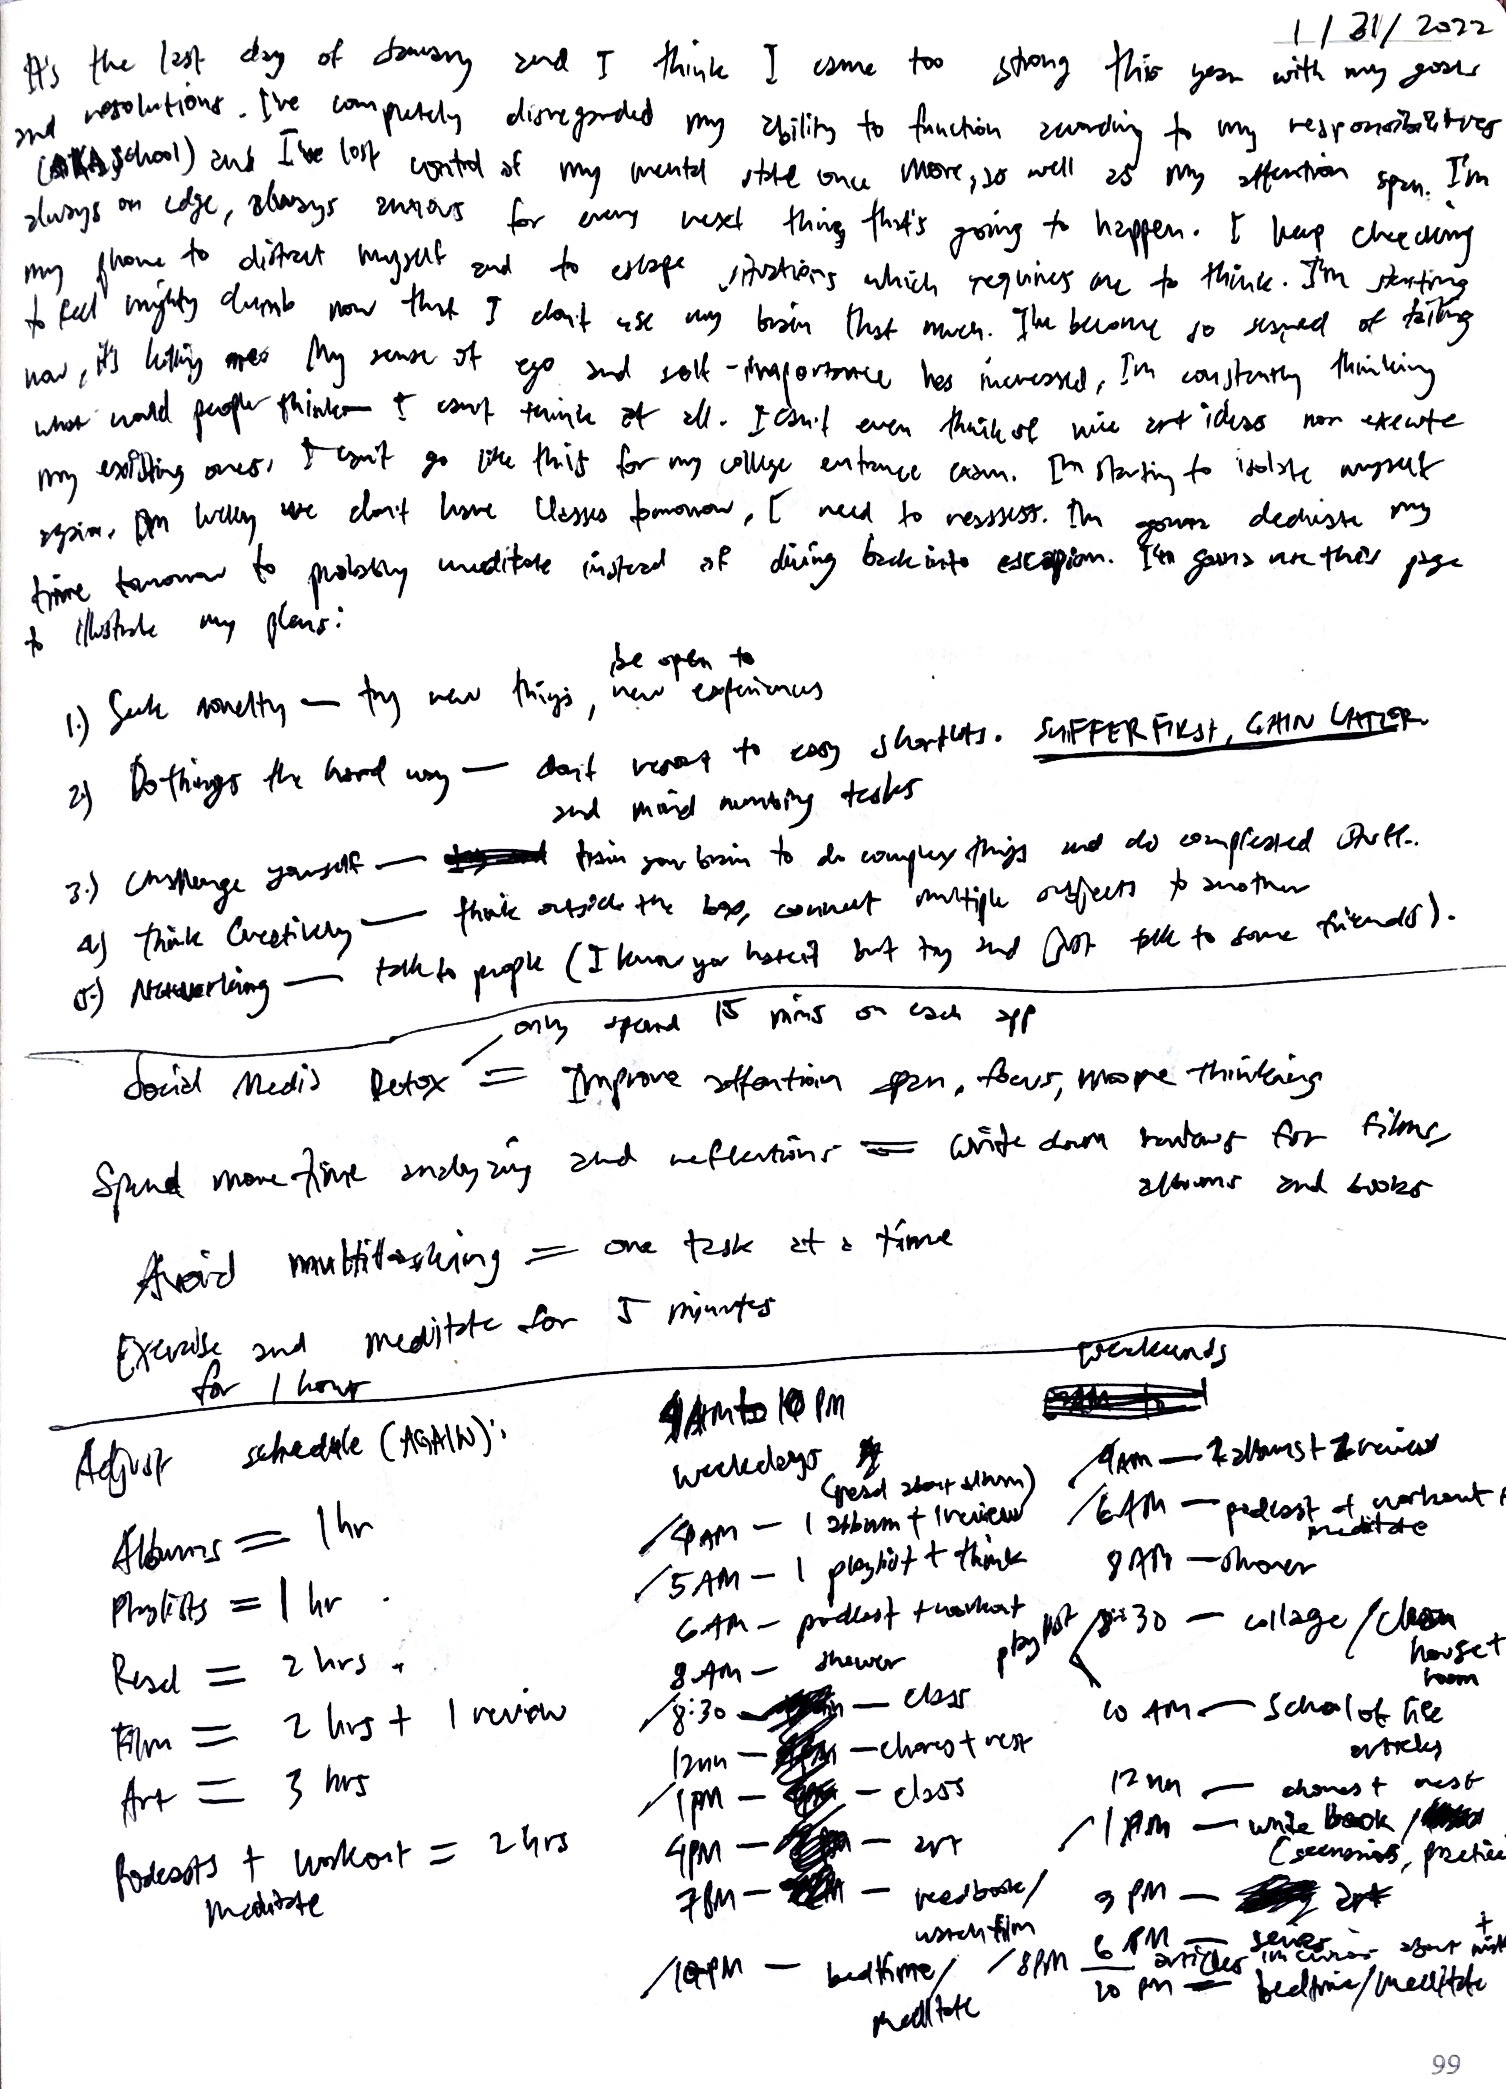 1/31/2022
It's the last day of January and I think I came too strong this year with my goals
and resolutions. I've completely disregarded my ability to function according to my responsibilities
(AKA school) and I've lost control of my mental state once more, as well as my attention span. I'm
always on edge, always anxious for every next thing that's going to happen. I keep checking
my phone to distract myself and to escape situations which requires me to think. I'm starting
to feel mighty dumb now that I don't use my brain that much. I've become so scared of failing
now, it's killing me. My sense of ego and self-importance has increased, I'm constantly thinking
what would people think I can't think at all. I can't even think of nice art ideas nor execute
my existing ones. I can't go like this for my college entrance exam. I'm starting to isolate myself
again. I'm lucky we don't have classes tomorrow, I need to reassess. I'm gonna dedicate my
time tomorrow to probably meditate instead of diving back into escapism. I'm gonna use this page
to illustrate my plans:
1.) Seek novelty — try new things, be open to
new experiences
2.) Do things the hard way — don't resort to easy shortcuts. SUFFER FIRST, GAIN LATER
and mind numbing tasks
3.) Challenge yourself — train your brain to do complex things and do complicated stuff.
4.) Think Creatively — think outside the box, connect multiple subjects to another
5.) Networking — talk to people (I know you hate it but try and just talk to some friends).
only spend 15 mins on each app
Social Media Detox = Improve attention span, focus, more thinking
Spend more time analyzing and reflections = write down reviews for films,
albums and books
Avoid multitasking = one task at a time
Exercise and meditate for 5 minutes
for 1 hour
Adjust schedule (AGAIN):
Albums = 1 hr
Playlists = 1 hr
Read = 2 hrs
Film = 2 hrs + 1 review
Art = 3 hrs
Podcasts + workout = 2 hrs
meditate
4AM to 10 PM
weekdays
(read about album)
4AM — 1 album + 1 review
5 AM — 1 playlist + think
6 AM — podcast + workout
8 AM — shower
8:30 — class
12nn — chores + rest
1PM — class
4PM — art
7PM — read book/
watch film
10PM — bedtime/
meditate
weekends
4AM — 2 albums + 2 review
6 AM — podcast + workout +
meditate
8 AM — shower
playlist
8:30 — collage / clean
house +
room
10 AM — School of life
articles
12nn — chores + rest
1PM — write book /
(scenarios, practice
3 PM — art
6 PM — series +
8PM articles im curious about
10 PM — bedtime/meditate
99